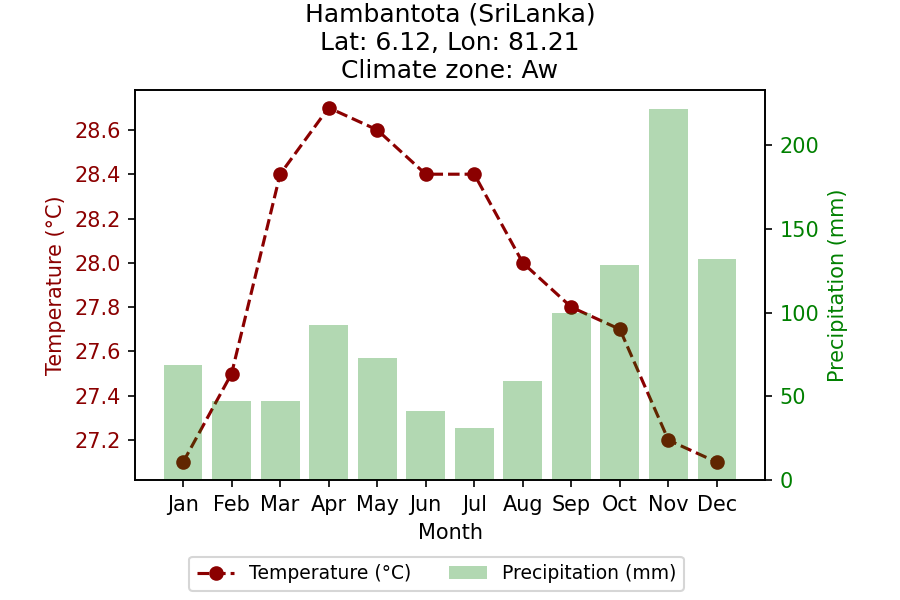 Hambantota (SriLanka)
Lat: 6.12, Lon: 81.21
Climate zone: Aw
Temperature (°C)
28.6
28.4
28.2
28.0
27.8
27.6
27.4
27.2
200
150
100
50
0
Precipitation (mm)
Jan Feb Mar Apr May Jun Jul Aug Sep Oct Nov Dec
Month
Temperature (°C) Precipitation (mm)